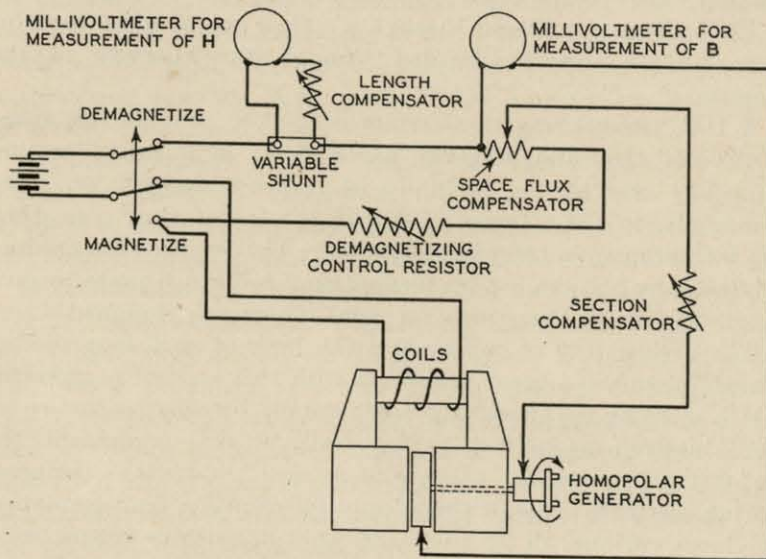 MILLIVOLTMETER FOR
MEASUREMENT OF H
MILLIVOLTMETER FOR
MEASUREMENT OF B
LENGTH
COMPENSATOR
DEMAGNETIZE
VARIABLE
SHUNT
SPACE FLUX
COMPENSATOR
MAGNETIZE
DEMAGNETIZING
CONTROL RESISTOR
SECTION
COMPENSATOR
COILS
HOMOPOLAR
GENERATOR